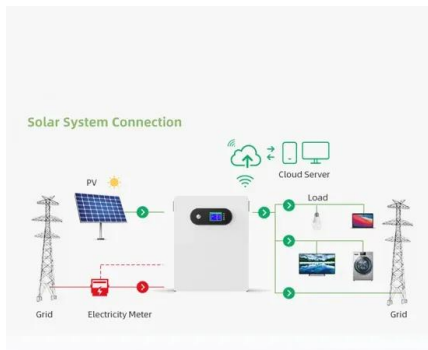 Solar System Connection
PV
Cloud Server
Load
Grid
Electricity Meter
Grid